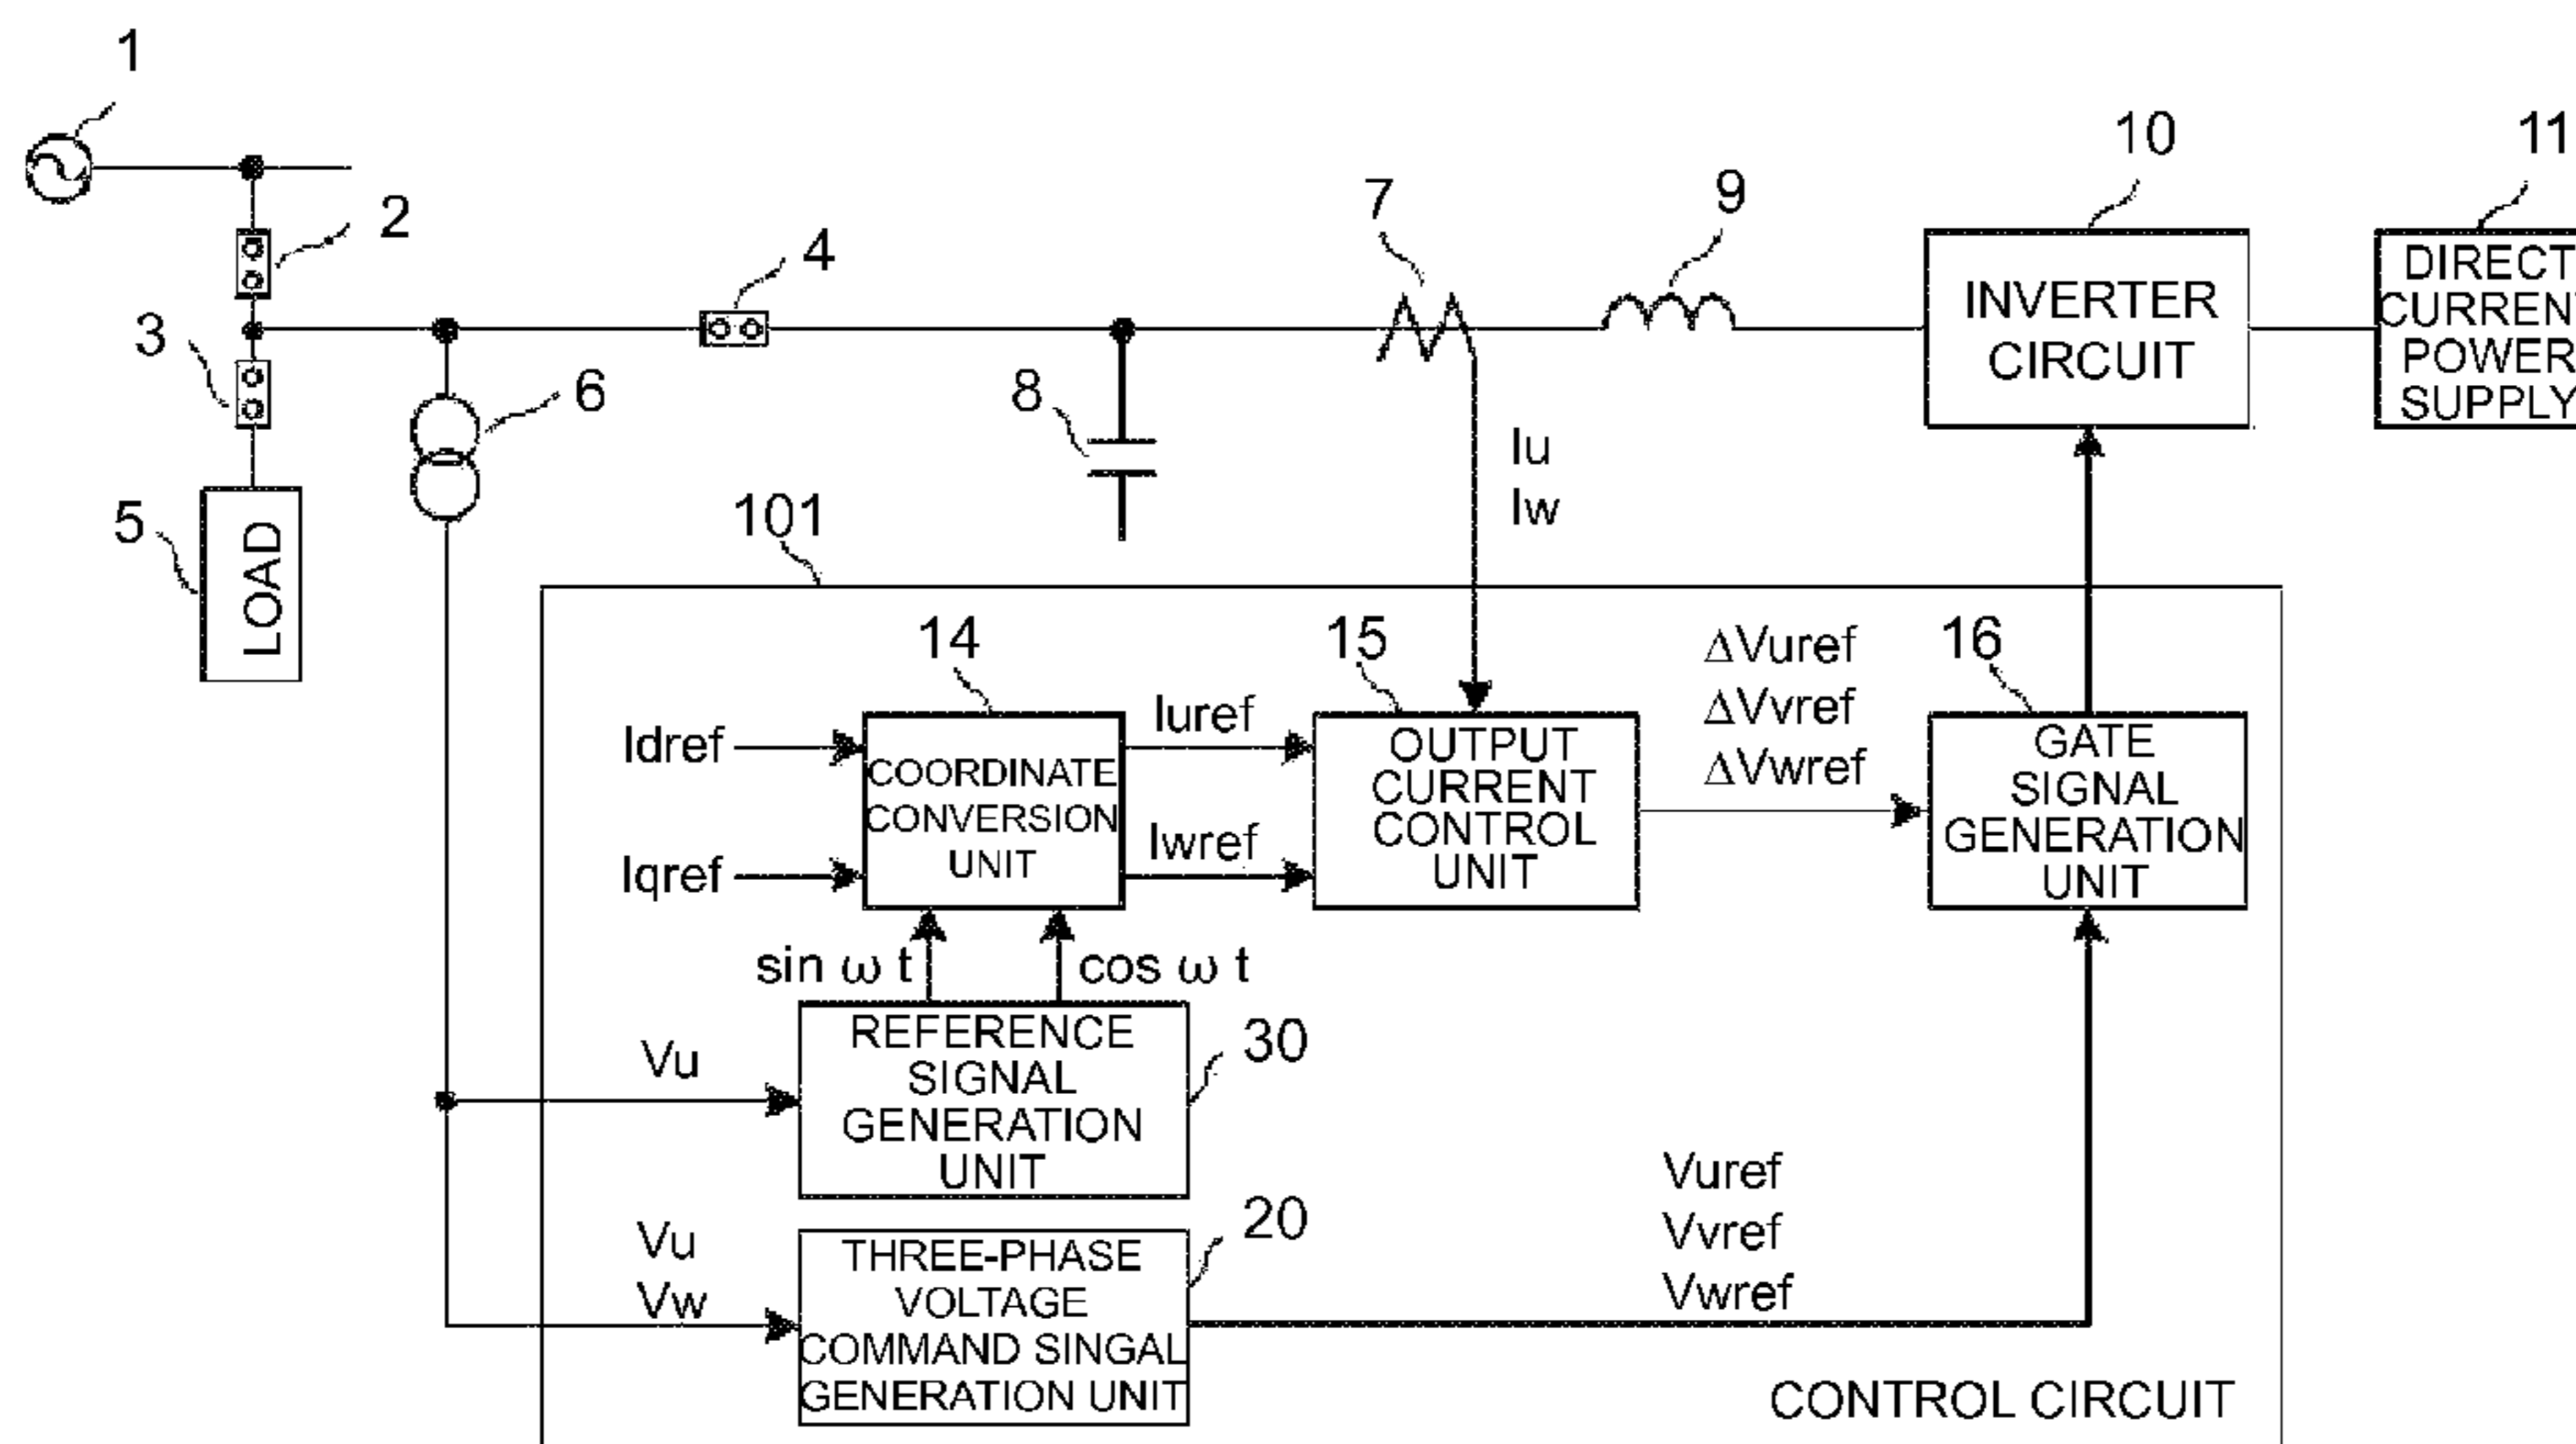 1
2
3
4
5
LOAD
6
7
8
9
10
INVERTER
CIRCUIT
11
DIRECT
CURRENT
POWER
SUPPLY
Iu
Iw
101
14
COORDINATE
CONVERSION
UNIT
Idref
Iqref
Iuref
Iwref
15
OUTPUT
CURRENT
CONTROL
UNIT
ΔVuref
ΔVvref
ΔVwref
16
GATE
SIGNAL
GENERATION
UNIT
sin ω t
cos ω t
Vu
REFERENCE
SIGNAL
GENERATION
UNIT
30
Vu
Vw
THREE-PHASE
VOLTAGE
COMMAND SINGAL
GENERATION UNIT
20
Vuref
Vvref
Vwref
CONTROL CIRCUIT